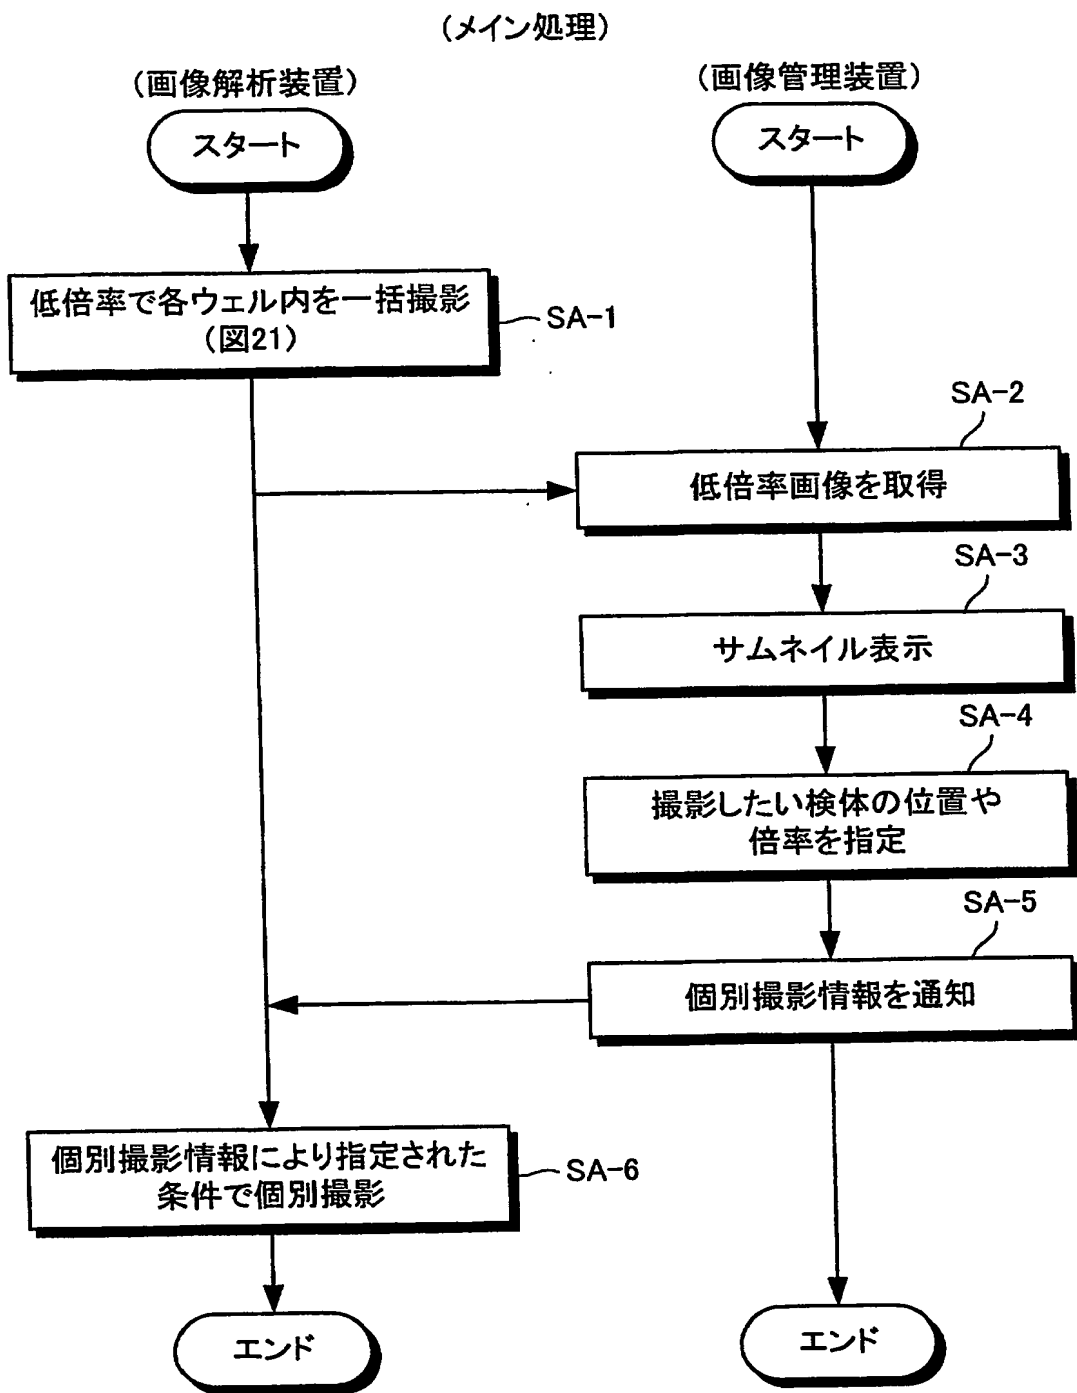 (メイン処理)
(画像解析装置)
(画像管理装置)
スタート
スタート
低倍率で各ウェル内を一括撮影
(図21)
SA-1
SA-2
低倍率画像を取得
SA-3
サムネイル表示
SA-4
撮影したい検体の位置や
倍率を指定
SA-5
個別撮影情報を通知
個別撮影情報により指定された
条件で個別撮影
SA-6
エンド
エンド